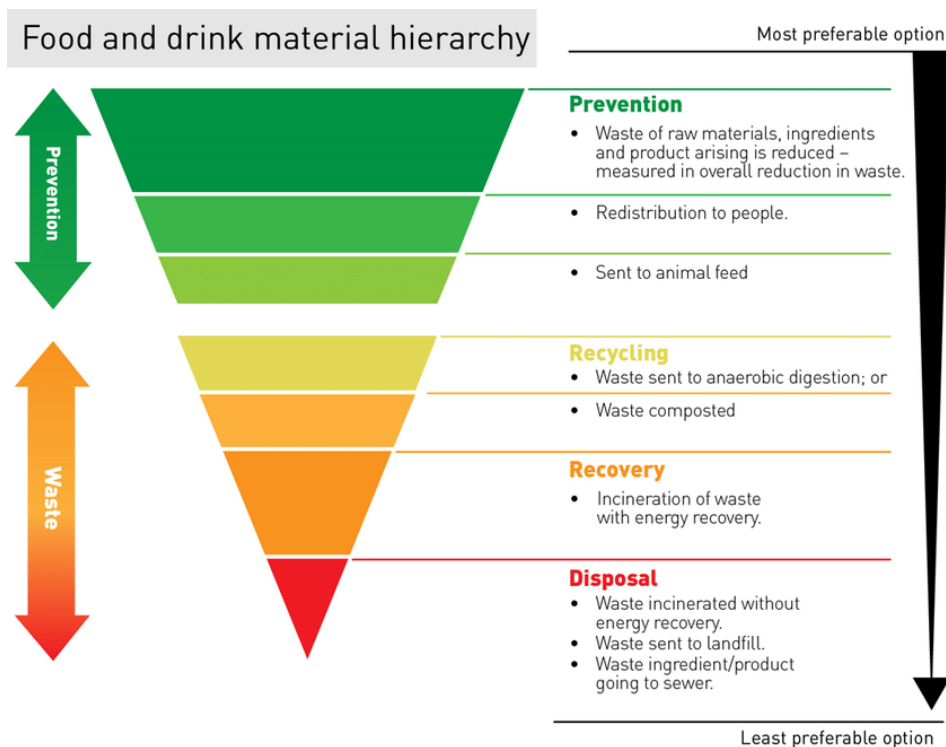 Food and drink material hierarchy
Most preferable option
Prevention
Prevention
• Waste of raw materials, ingredients
and product arising is reduced –
measured in overall reduction in waste.
• Redistribution to people.
• Sent to animal feed
Waste
Recycling
• Waste sent to anaerobic digestion; or
• Waste composted
Recovery
• Incineration of waste
with energy recovery.
Disposal
• Waste incinerated without
energy recovery.
• Waste sent to landfill.
• Waste ingredient/product
going to sewer.
Least preferable option